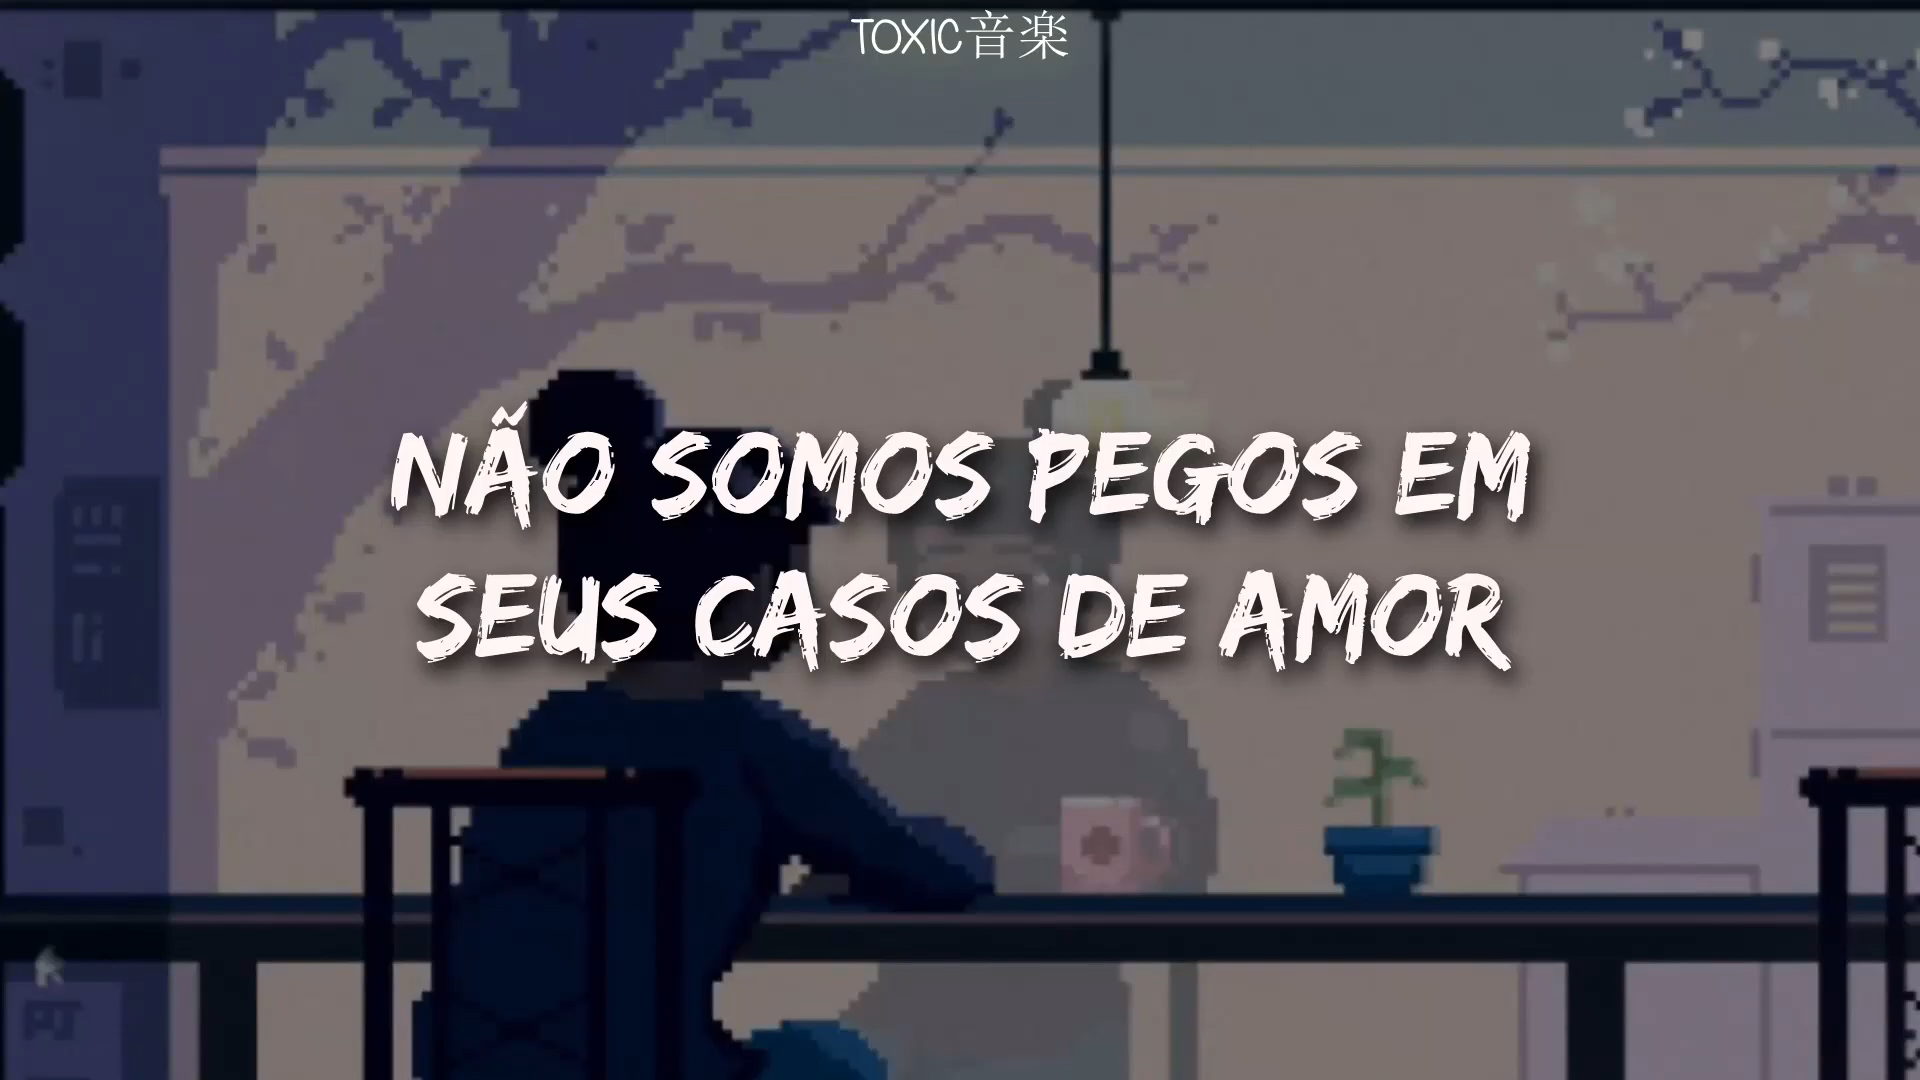 TOXIC音楽
NÃO SOMOS PEGOS EM
SEUS CASOS DE AMOR